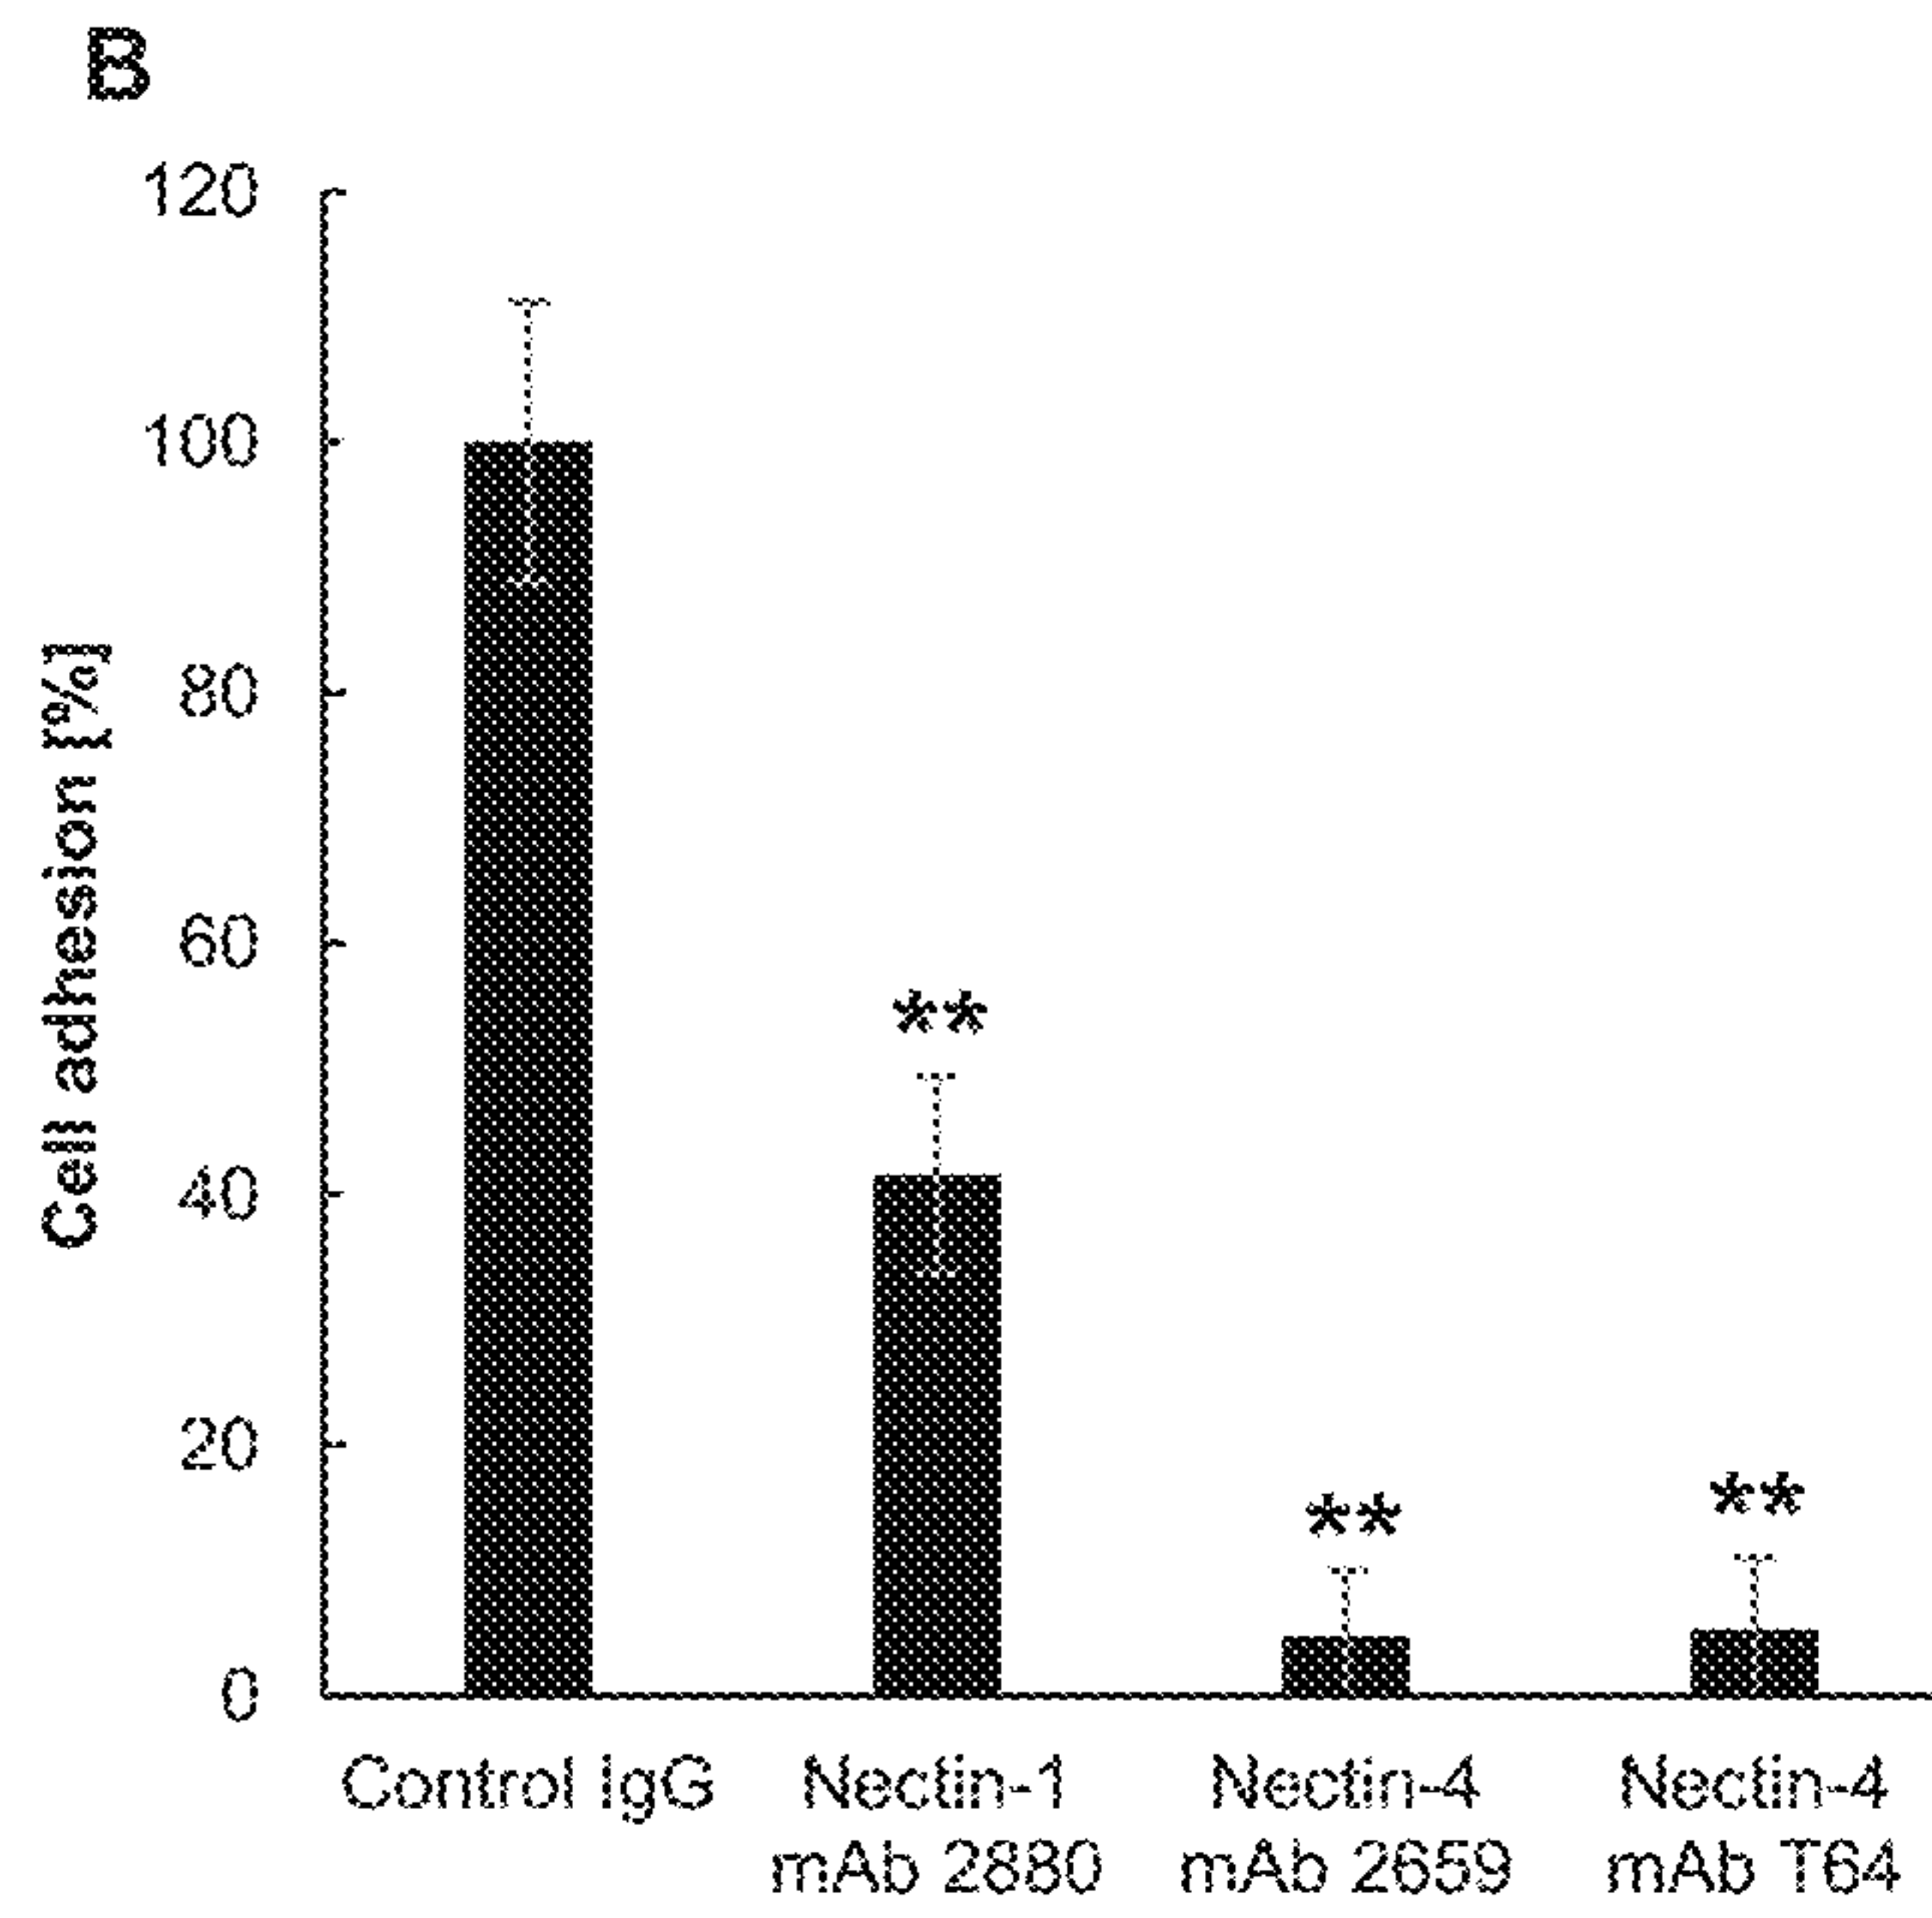 B
120
100
80
60
40
20
0
Cell adhesion [%]
**
**
**
Control IgG
Nectin-1
mAb 2880
Nectin-4
mAb 2659
Nectin-4
mAb T64